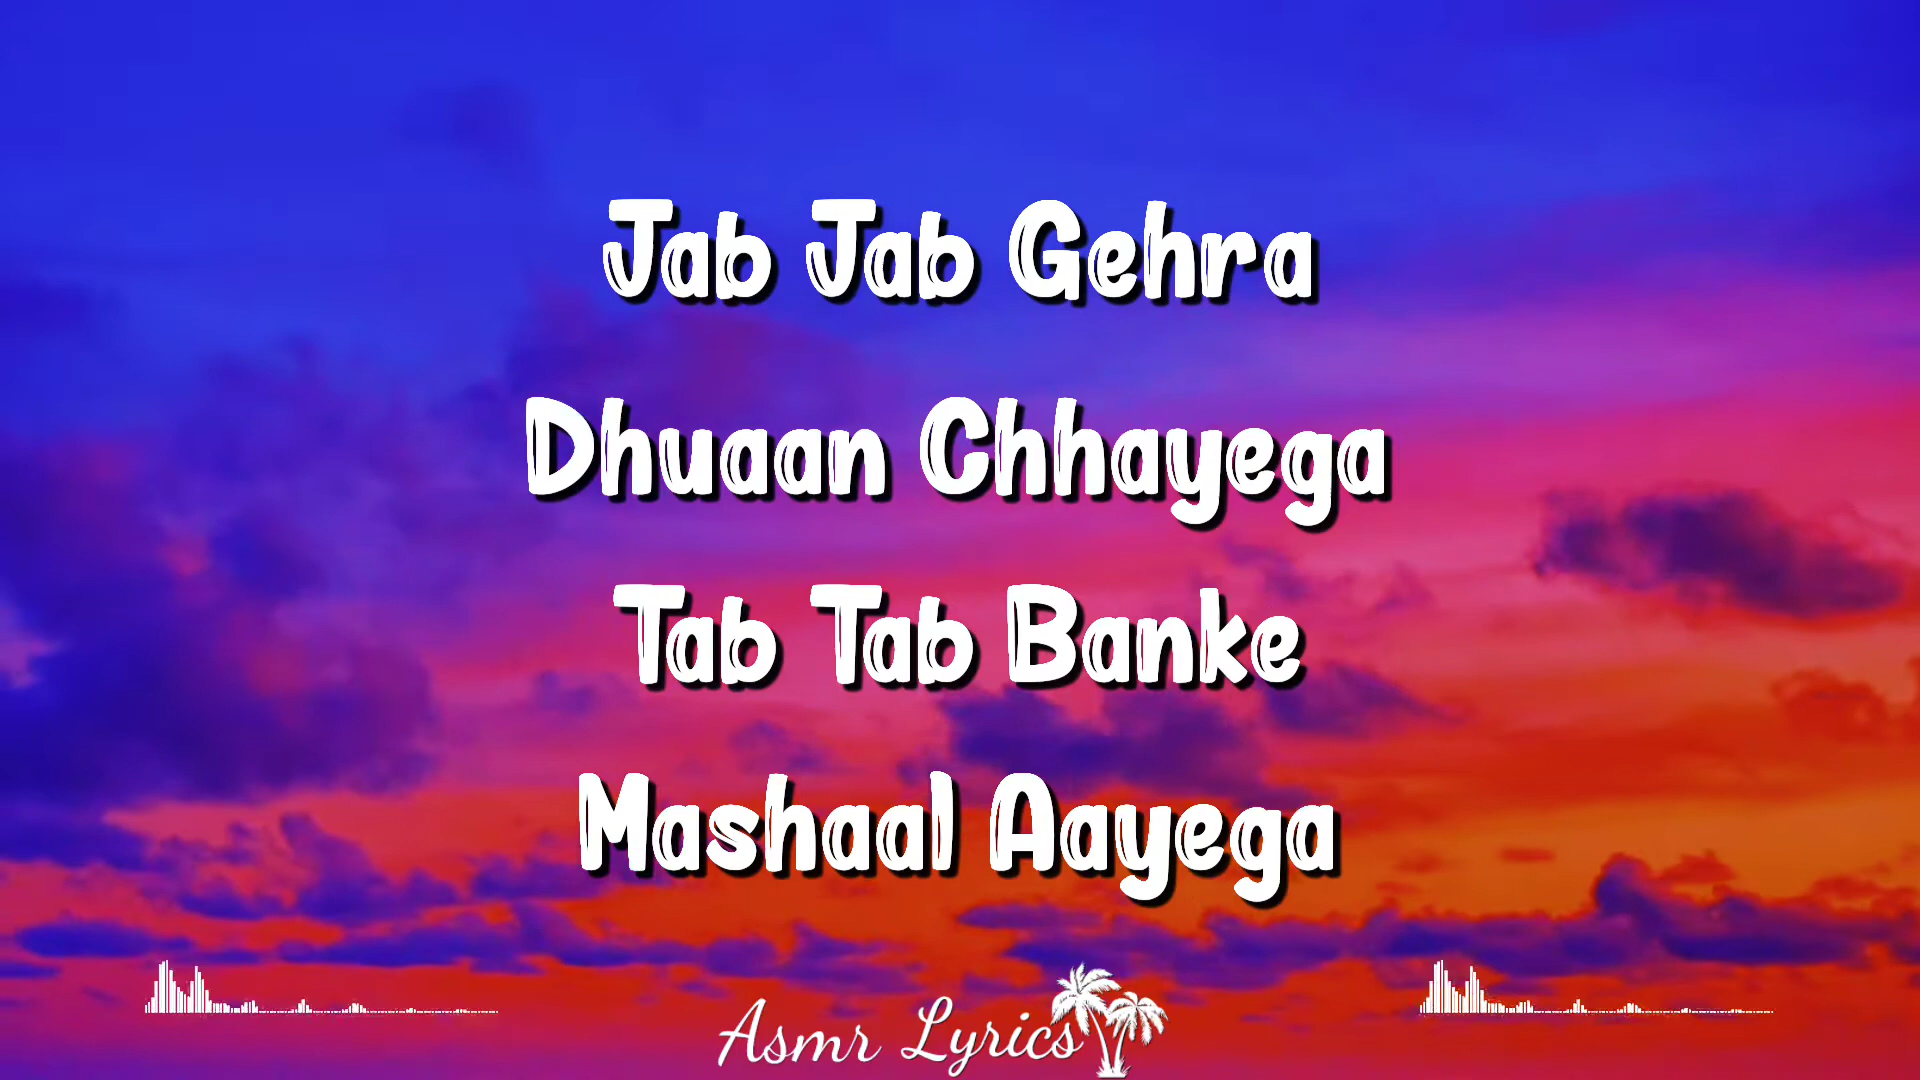 Jab Jab Gehra
Dhuaan Chhayega
Tab Tab Banke
Mashaal Aayega
Asmr Lyrics